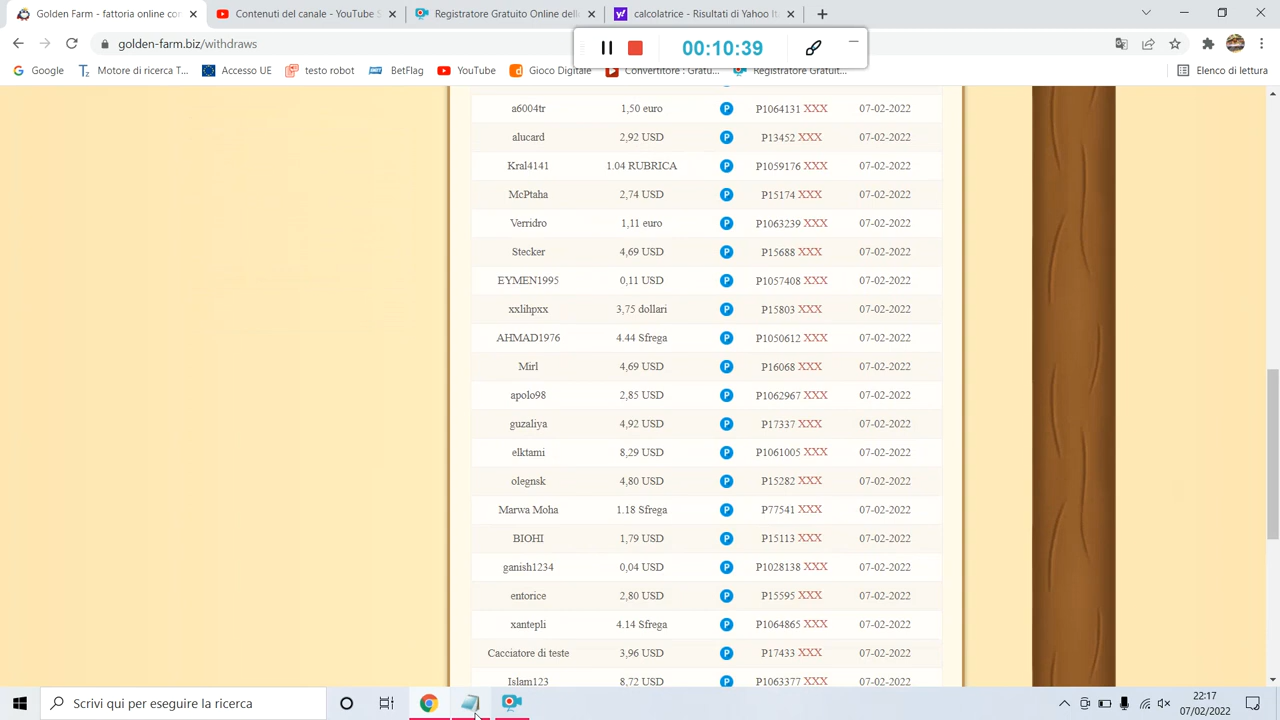 Golden Farm - fattoria online con
Contenuti del canale - YouTube S
Registratore Gratuito Online dell
calcolatrice - Risultati di Yahoo It
golden-farm.biz/withdraws
00:10:39
Google
Motore di ricerca T...
Accesso UE
testo robot
BetFlag
YouTube
Gioco Digitale
Convertitore : Gratu...
Registratore Gratuit...
Elenco di lettura
a6004tr 1,50 euro P1064131 XXX 07-02-2022
alucard 2,92 USD P13452 XXX 07-02-2022
Kral4141 1.04 RUBRICA P1059176 XXX 07-02-2022
McPtaha 2,74 USD P15174 XXX 07-02-2022
Verridro 1,11 euro P1063239 XXX 07-02-2022
Stecker 4,69 USD P15688 XXX 07-02-2022
EYMEN1995 0,11 USD P1057408 XXX 07-02-2022
xxlihpxx 3,75 dollari P15803 XXX 07-02-2022
AHMAD1976 4.44 Sfrega P1050612 XXX 07-02-2022
Mirl 4,69 USD P16068 XXX 07-02-2022
apolo98 2,85 USD P1062967 XXX 07-02-2022
guzaliya 4,92 USD P17337 XXX 07-02-2022
elktami 8,29 USD P1061005 XXX 07-02-2022
olegnsk 4,80 USD P15282 XXX 07-02-2022
Marwa Moha 1.18 Sfrega P77541 XXX 07-02-2022
BIOHI 1,79 USD P15113 XXX 07-02-2022
ganish1234 0,04 USD P1028138 XXX 07-02-2022
entorice 2,80 USD P15595 XXX 07-02-2022
xantepli 4.14 Sfrega P1064865 XXX 07-02-2022
Cacciatore di teste 3,96 USD P17433 XXX 07-02-2022
Islam123 8,72 USD P1063377 XXX 07-02-2022
Scrivi qui per eseguire la ricerca
22:17
07/02/2022